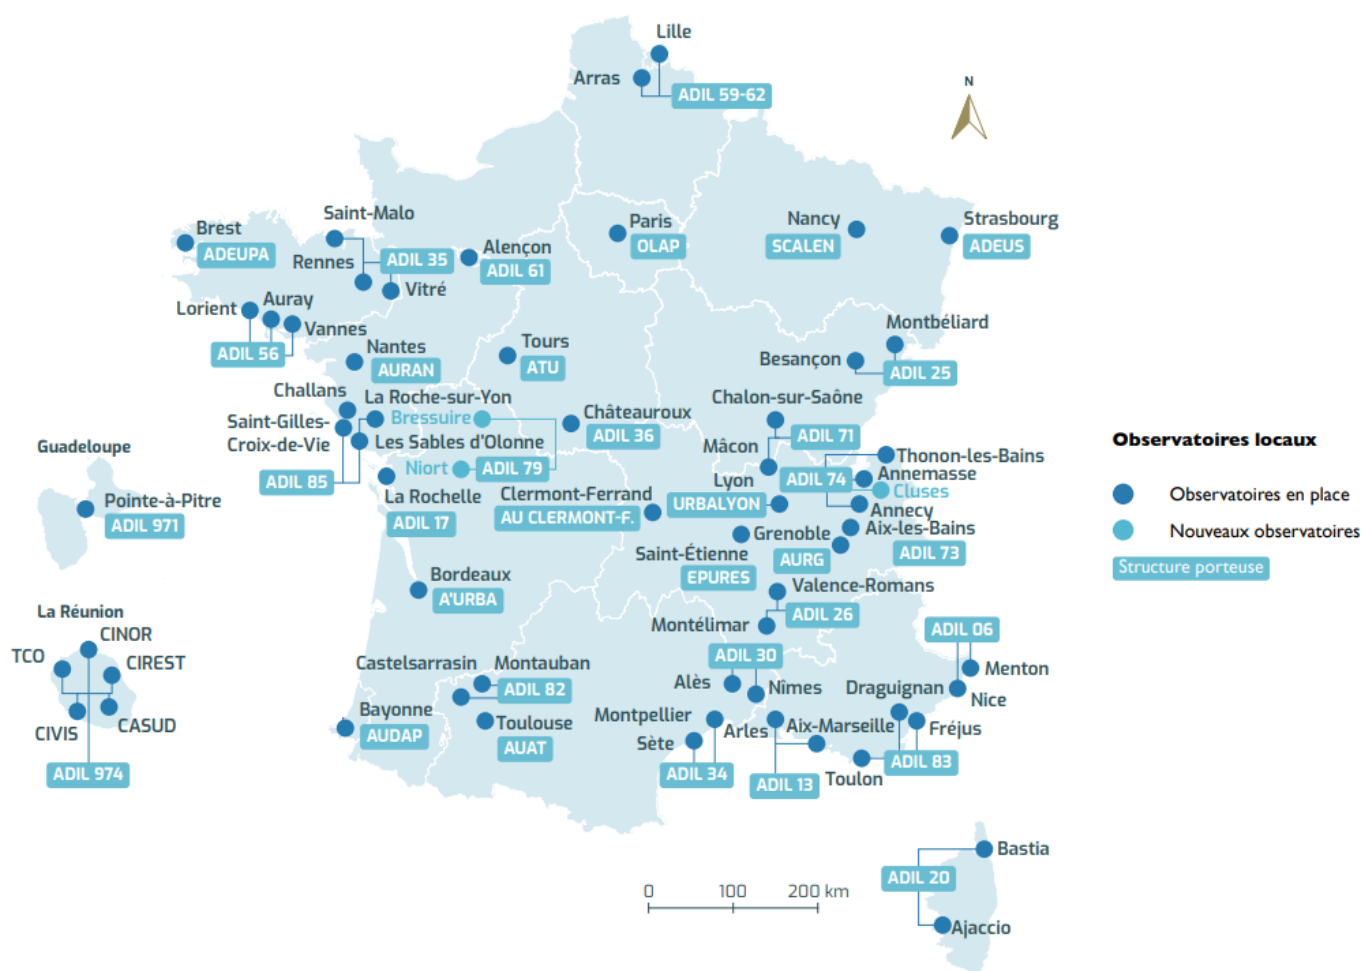 Lille
Arras
ADIL 59-62
N
Saint-Malo
Brest
ADEUPA
Rennes
ADIL 35
Vitré
Alençon
ADIL 61
Paris
OLAP
Nancy
SCALEN
Strasbourg
ADEUS
Lorient
Auray
Vannes
ADIL 56
Nantes
AURAN
Tours
ATU
Montbéliard
Besançon
ADIL 25
Challans
La Roche-sur-Yon
Bressuire
Saint-Gilles-
Croix-de-Vie
Les Sables d'Olonne
Niort
ADIL 79
ADIL 85
Châteauroux
ADIL 36
Chalon-sur-Saône
ADIL 71
Mâcon
Thonon-les-Bains
Annemasse
ADIL 74
Cluses
Annecy
Lyon
URBALYON
La Rochelle
ADIL 17
Clermont-Ferrand
AU CLERMONT-F.
Aix-les-Bains
ADIL 73
Grenoble
AURG
Saint-Étienne
EPURES
Valence-Romans
ADIL 26
Montélimar
Bordeaux
A'URBA
Guadeloupe
Pointe-à-Pitre
ADIL 971
La Réunion
CINOR
TCO
CIREST
CIVIS
CASUD
ADIL 974
Castelsarrasin
Montauban
ADIL 82
Bayonne
AUDAP
Toulouse
AUAT
ADIL 30
Alès
Nîmes
Montpellier
Sète
ADIL 34
Arles
Aix-Marseille
ADIL 13
Draguignan
Fréjus
Toulon
ADIL 83
ADIL 06
Menton
Nice
Bastia
ADIL 20
Ajaccio
0 100 200 km
Observatoires locaux
Observatoires en place
Nouveaux observatoires
Structure porteuse